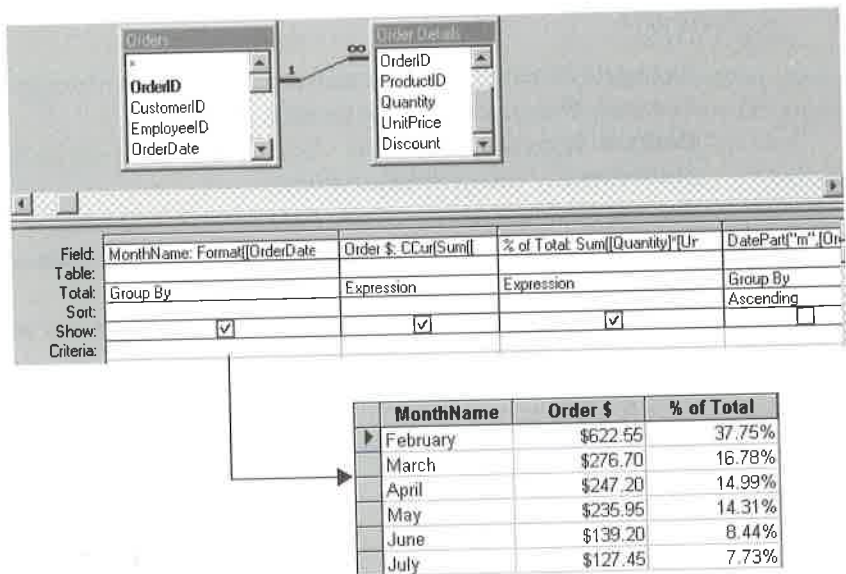 Orders
*
OrderID
CustomerID
EmployeeID
OrderDate
1
∞
Order Details
OrderID
ProductID
Quantity
UnitPrice
Discount
Field: MonthName: Format([OrderDate Order $: CCur(Sum([ % of Total: Sum([Quantity]*[Ur DatePart("m",[Or
Table:
Total: Group By Expression Expression Group By
Sort: Ascending
Show:
Criteria:
MonthName Order $ % of Total
February $622.55 37.75%
March $276.70 16.78%
April $247.20 14.99%
May $235.95 14.31%
June $139.20 8.44%
July $127.45 7.73%